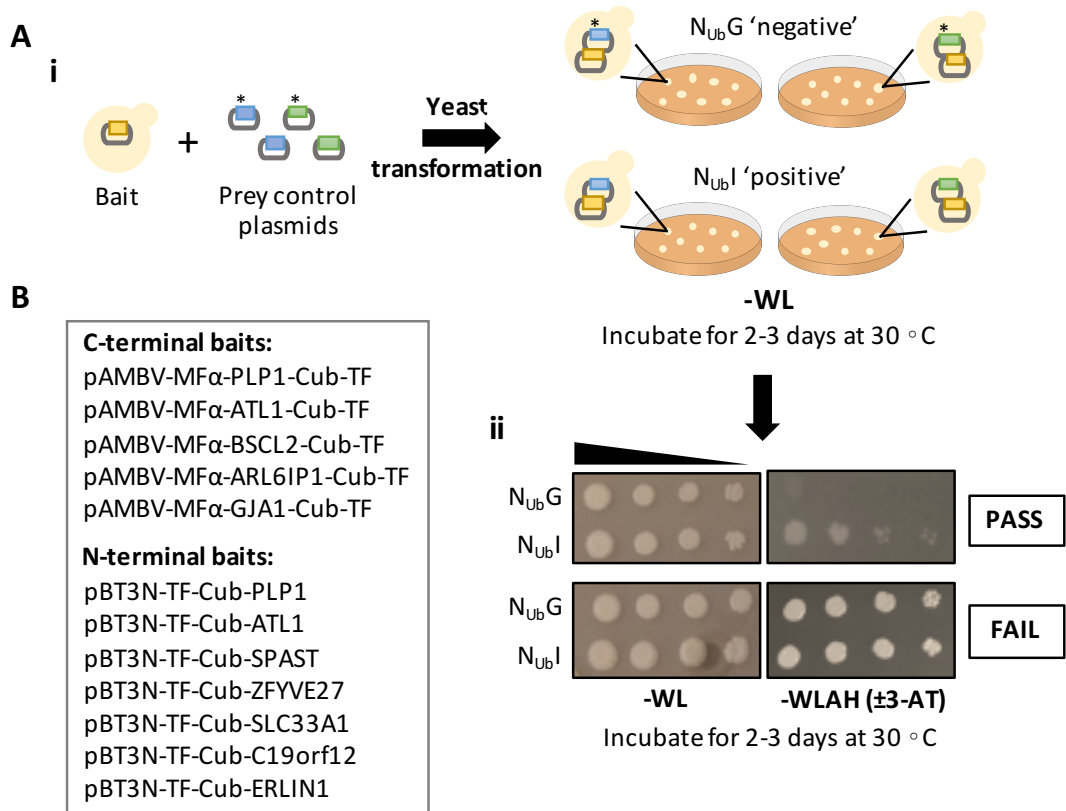 A
i
*
*
Bait
+
Prey control
plasmids
Yeast
transformation
*
NUbG ‘negative’
*
NUbI ‘positive’
-WL
Incubate for 2-3 days at 30 °C
B
C-terminal baits:
pAMBV-MFα-PLP1-Cub-TF
pAMBV-MFα-ATL1-Cub-TF
pAMBV-MFα-BSCL2-Cub-TF
pAMBV-MFα-ARL6IP1-Cub-TF
pAMBV-MFα-GJA1-Cub-TF
N-terminal baits:
pBT3N-TF-Cub-PLP1
pBT3N-TF-Cub-ATL1
pBT3N-TF-Cub-SPAST
pBT3N-TF-Cub-ZFYVE27
pBT3N-TF-Cub-SLC33A1
pBT3N-TF-Cub-C19orf12
pBT3N-TF-Cub-ERLIN1
ii
NUbG
NUbI
PASS
NUbG
NUbI
FAIL
-WL
-WLAH (±3-AT)
Incubate for 2-3 days at 30 °C